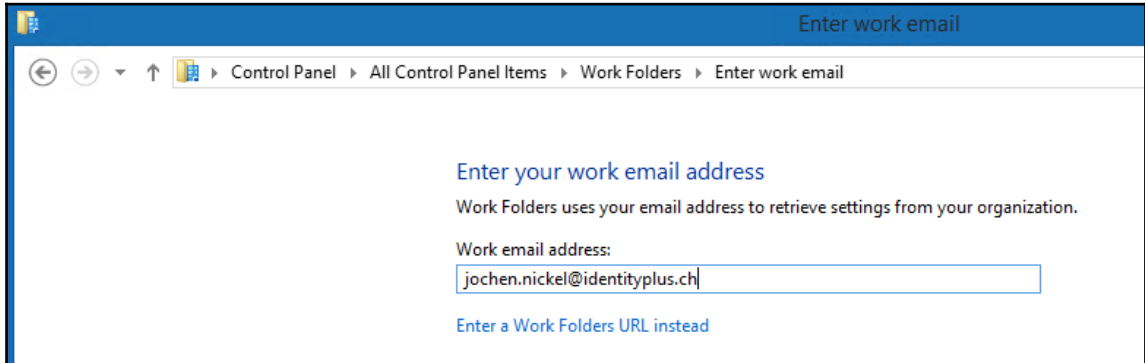 Enter work email
Control Panel ▸ All Control Panel Items ▸ Work Folders ▸ Enter work email
Enter your work email address
Work Folders uses your email address to retrieve settings from your organization.
Work email address:
jochen.nickel@identityplus.ch
Enter a Work Folders URL instead